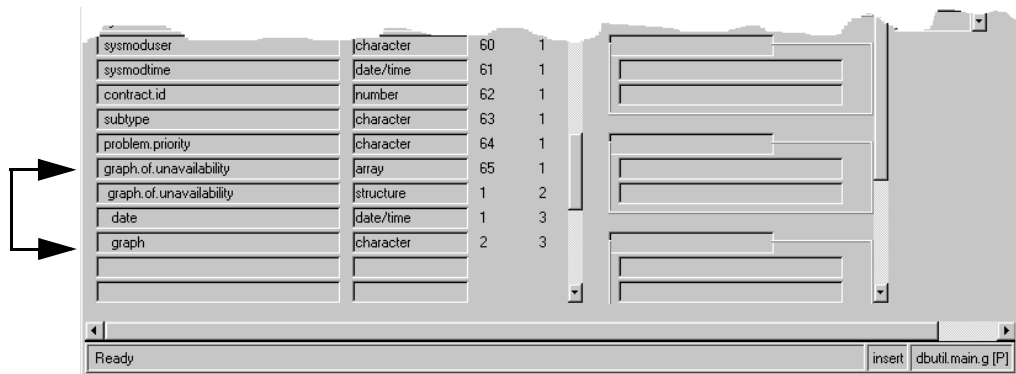 sysmoduser character 60 1
sysmodtime date/time 61 1
contract.id number 62 1
subtype character 63 1
problem.priority character 64 1
graph.of.unavailability array 65 1
graph.of.unavailability structure 1 2
date date/time 1 3
graph character 2 3
Ready insert dbutil.main.g [P]